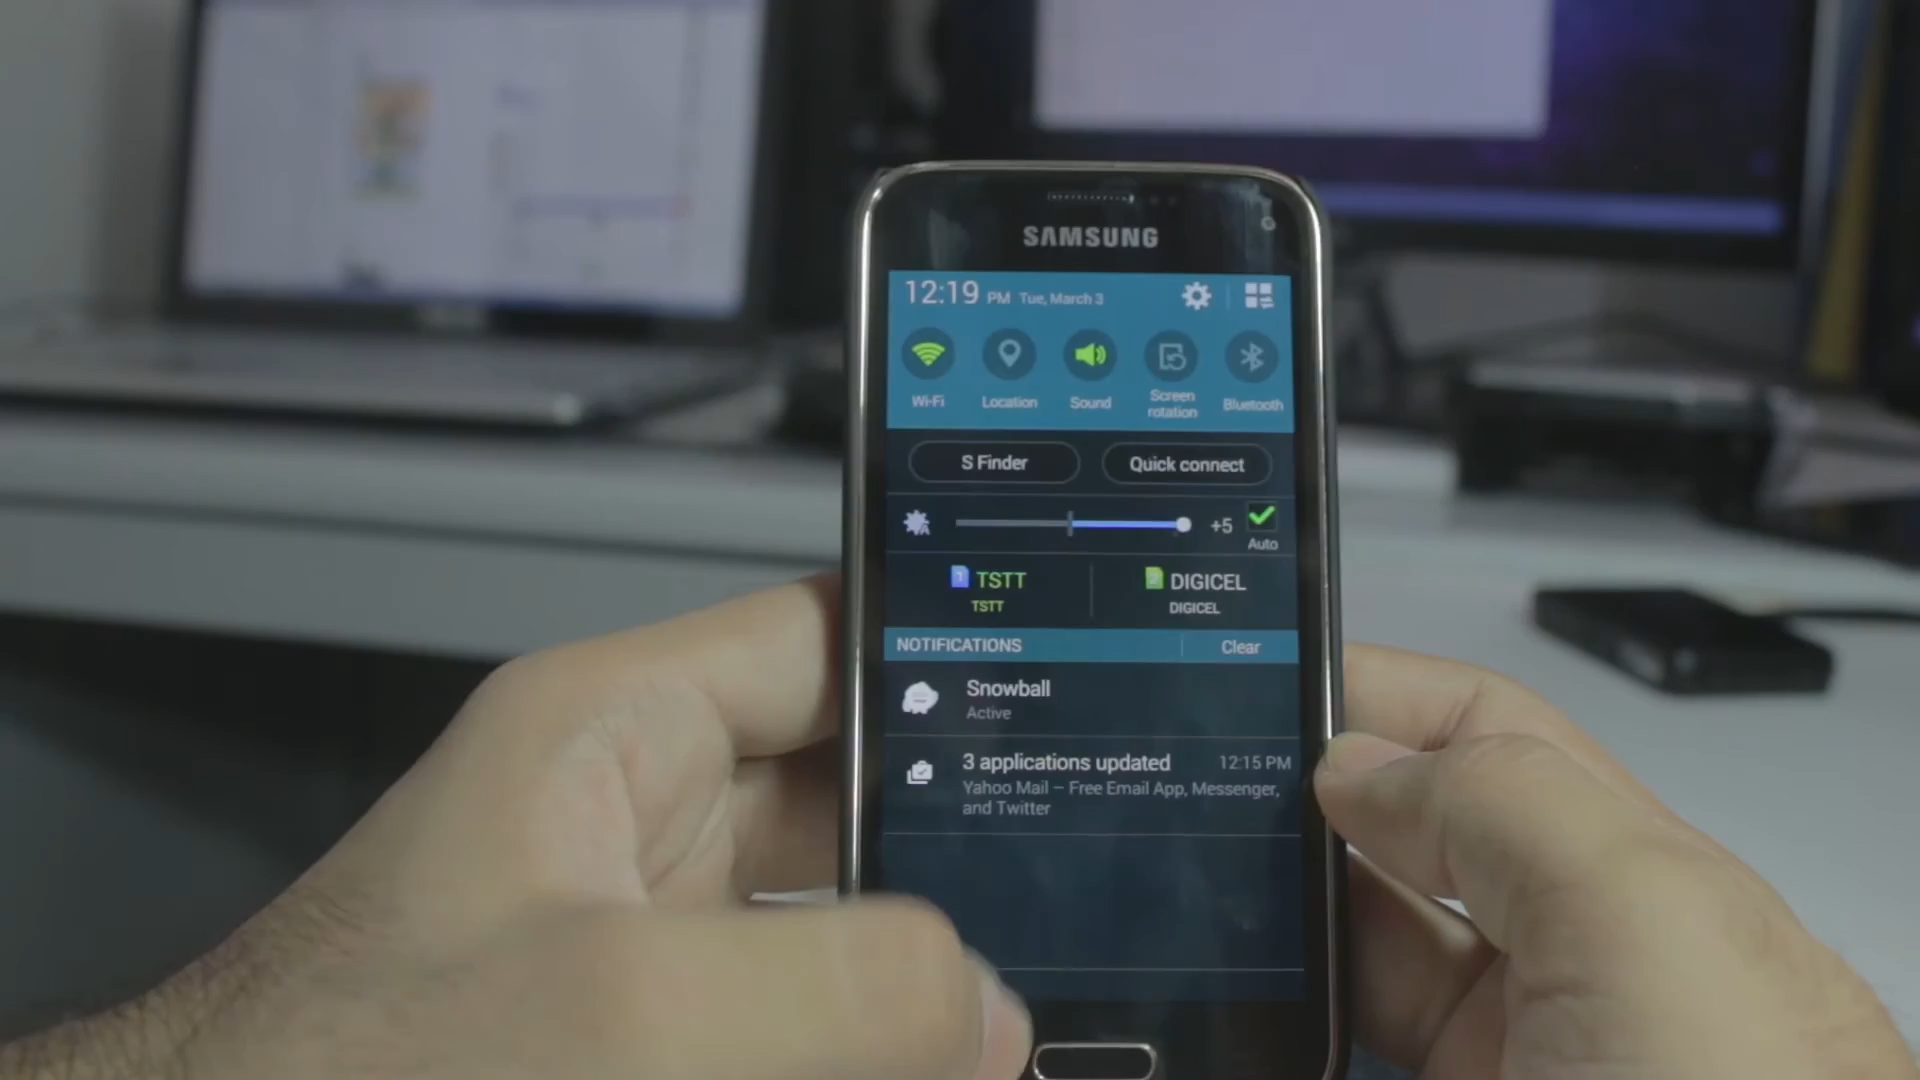 SAMSUNG
12:19 PM Tue, March 3
Wi-Fi Location Sound Screen rotation Bluetooth
S Finder Quick connect
+5
Auto
1 TSTT 2 DIGICEL
TSTT DIGICEL
NOTIFICATIONS Clear
Snowball
Active
3 applications updated 12:15 PM
Yahoo Mail – Free Email App, Messenger,
and Twitter